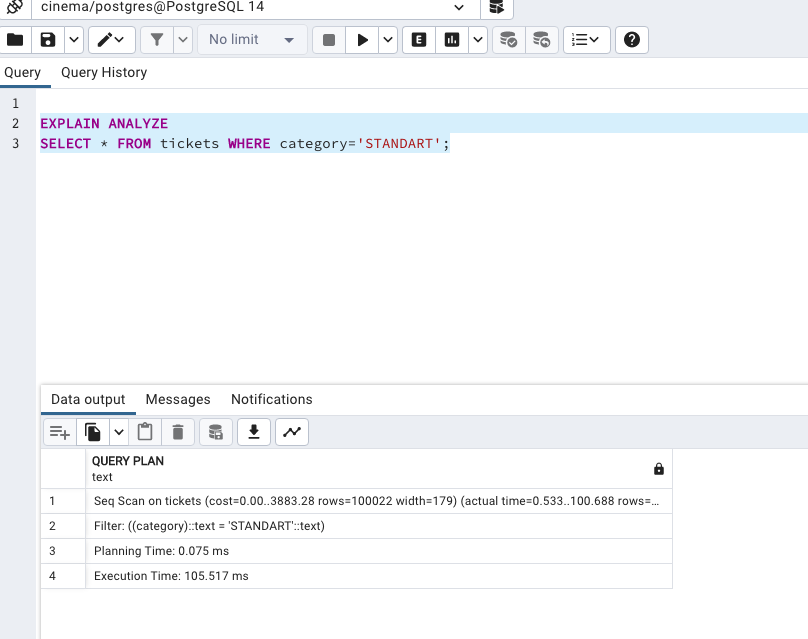 cinema/postgres@PostgreSQL 14
No limit
E
Query Query History
1
2 EXPLAIN ANALYZE
3 SELECT * FROM tickets WHERE category='STANDART';
Data output Messages Notifications
QUERY PLAN
text
1 Seq Scan on tickets (cost=0.00..3883.28 rows=100022 width=179) (actual time=0.533..100.688 rows=…
2 Filter: ((category)::text = 'STANDART'::text)
3 Planning Time: 0.075 ms
4 Execution Time: 105.517 ms